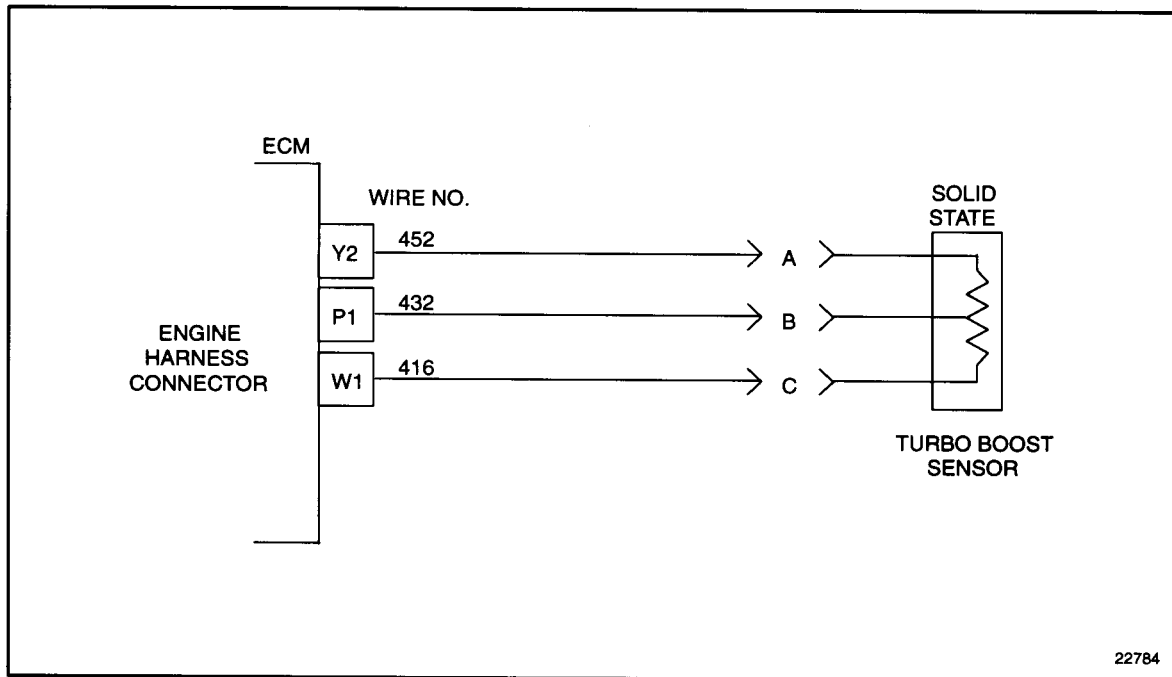 ECM
WIRE NO.
SOLID
STATE
Y2
452
A
P1
432
B
ENGINE
HARNESS
CONNECTOR
W1
416
C
TURBO BOOST
SENSOR
22784